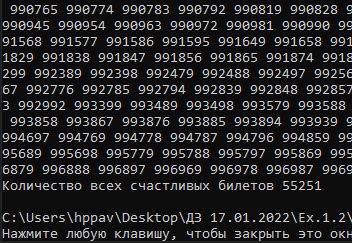 990765 990774 990783 990792 990819 990828 9
990945 990954 990963 990972 990981 990990 99
91568 991577 991586 991595 991649 991658 991
1829 991838 991847 991856 991865 991874 9918
299 992389 992398 992479 992488 992497 99256
67 992776 992785 992794 992839 992848 992857
3 992992 993399 993489 993498 993579 993588
993858 993867 993876 993885 993894 993939 99
994697 994769 994778 994787 994796 994859 99
95689 995698 995779 995788 995797 995869 9958
6879 996888 996897 996969 996978 996987 9969
Количество всех счастливых билетов 55251
C:\Users\hppav\Desktop\ДЗ 17.01.2022\Ex.1.2\
Нажмите любую клавишу, чтобы закрыть это окн